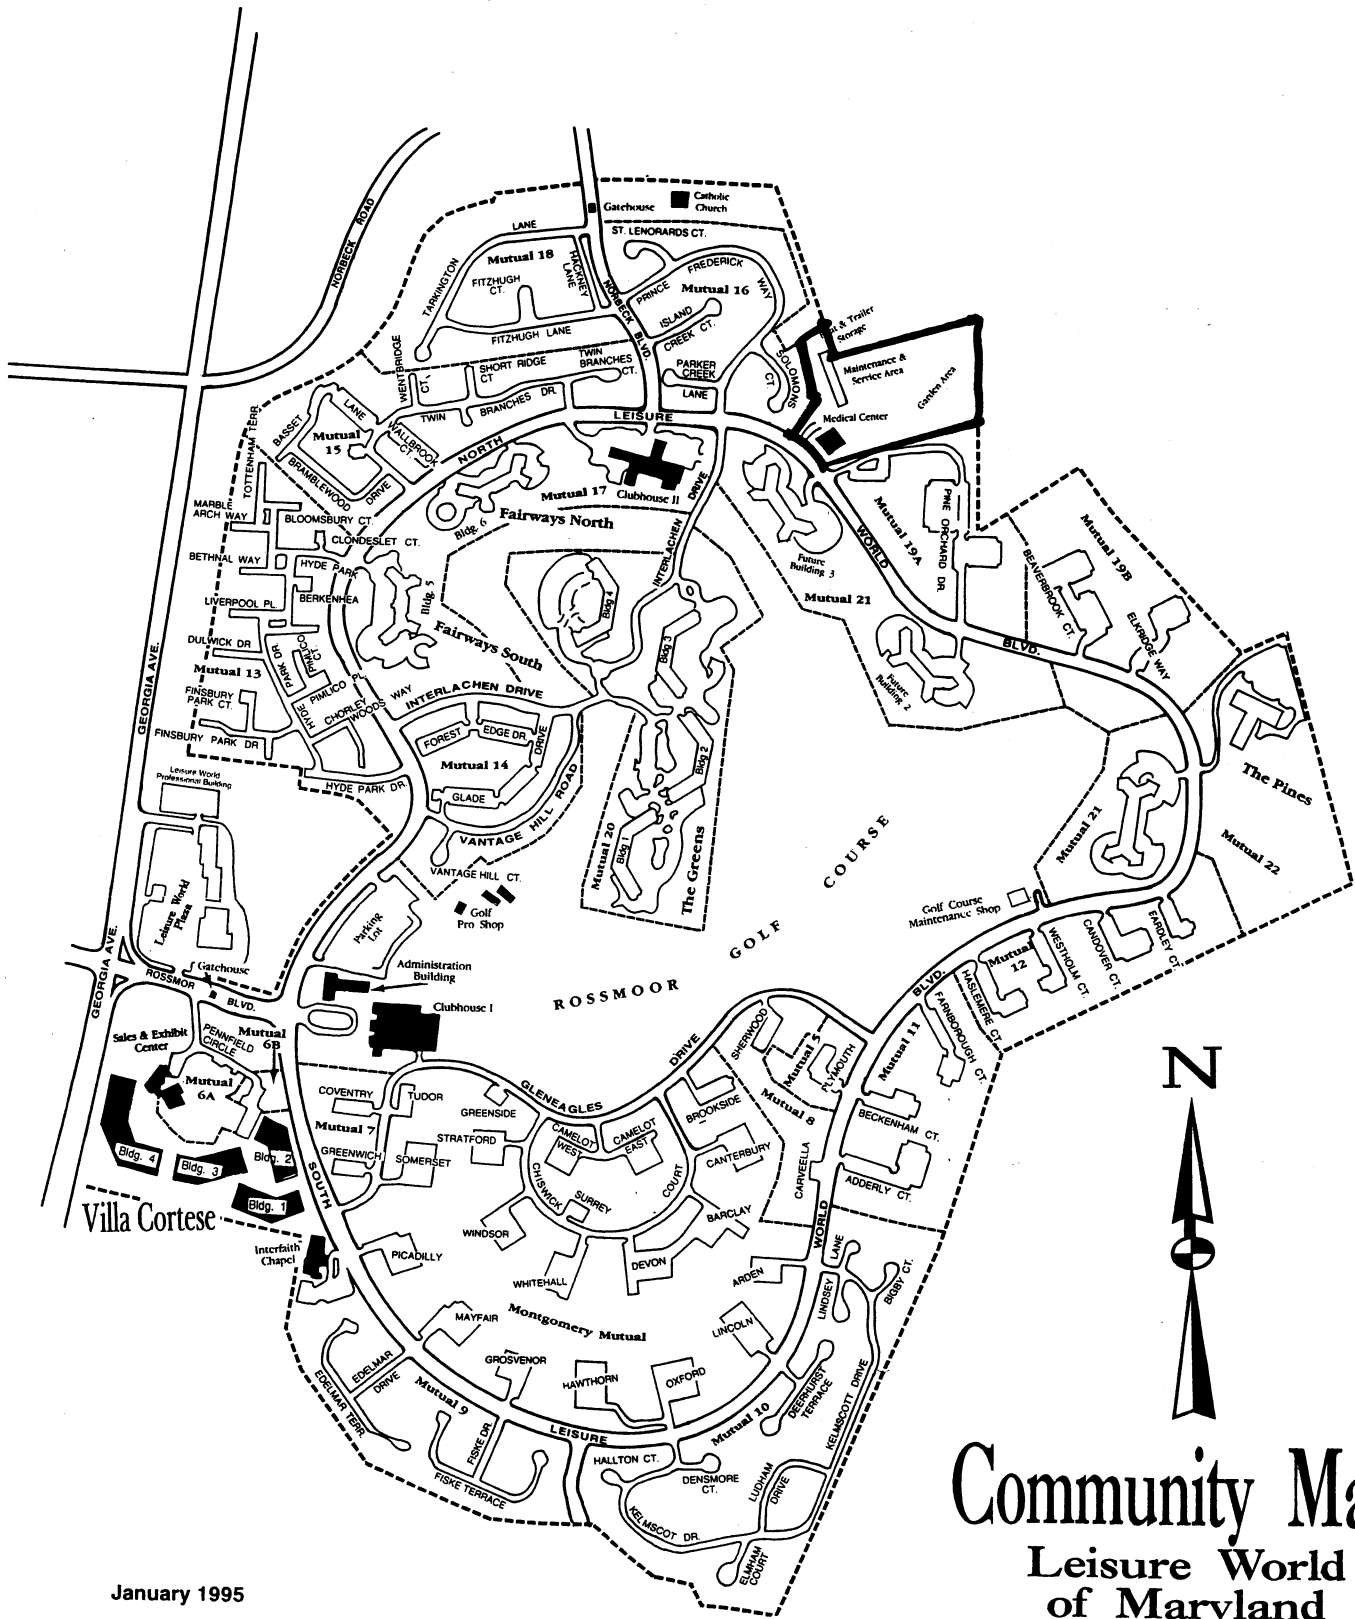 Catholic
Church
Gatehouse
LANE
ST. LENORARDS CT.
NORBECK ROAD
Mutual 18
HACKNEY
LANE
FREDERICK
WAY
TARKINGTON
FITZHUGH
CT.
PRINCE
Mutual 16
NORBECK BLVD.
ISLAND
CREEK CT.
& Trailer
Storage
FITZHUGH LANE
WENTBRIDGE
CT.
SHORT RIDGE
CT
TWIN
BRANCHES
CT.
PARKER
CREEK
LANE
SOLOMONS
CT
Maintenance &
Service Area
Garden Area
Medical Center
TWIN
BRANCHES DR.
LEISURE
TOTTENHAM TERR.
BASSET
LANE
Mutual
15
WALLBROOK
CT.
BRAMBLEWOOD
DRIVE
NORTH
Mutual 17
Clubhouse II
DRIVE
Bldg. 6
Fairways North
MARBLE
ARCH WAY
BLOOMSBURY CT.
CLONDESLET CT.
INTERLACHEN
Mutual 19A
PINE ORCHARD DR.
Mutual 19B
BETHNAL WAY
HYDE PARK
WORLD
Future
Building 3
BEAVERBROOK CT.
LIVERPOOL PL.
BERKENHEA
Bldg. 5
Bldg 4
Mutual 21
ELKRIDGE WAY
DULWICK DR
PARK DR
PIMLICO
CT.
Fairways South
Bldg 3
BLVD.
Mutual 13
PIMLICO PL.
Future
Building 2
GEORGIA AVE.
FINSBURY
PARK CT.
HYDE
CHORLEY
WOODS WAY
INTERLACHEN DRIVE
FINSBURY PARK DR.
FOREST
EDGE DR.
DRIVE
Bldg 2
Leisure World
Professional Building
Mutual 14
The Pines
HYDE PARK DR.
GLADE
VANTAGE HILL ROAD
Mutual 20
Bldg 1
The Greens
Mutual 21
Mutual 22
VANTAGE HILL CT.
COURSE
Leisure World
Plaza
Parking
Lot
Golf
Pro Shop
GOLF
Golf Course
Maintenance Shop
GEORGIA AVE.
Gatehouse
ROSSMOR
BLVD.
Administration
Building
ROSSMOOR
Mutual
12
WESTHOLM CT.
CANDOVER CT.
FARDLEY CT.
BLVD.
HASLEMERE CT.
Clubhouse I
Sales & Exhibit
Center
PENNFIELD
CIRCLE
Mutual
6B
DRIVE
SHERWOOD
Mutual 5
PLYMOUTH
Mutual 11
FARNBOROUGH CT.
N
Mutual
6A
COVENTRY
TUDOR
GREENSIDE
GLENEAGLES
BROOKSIDE
Mutual 8
Mutual 7
STRATFORD
CAMELOT
WEST
CAMELOT
EAST
BECKENHAM CT.
Bldg. 4
Bldg. 3
Bldg. 2
GREENWICH
SOMERSET
CANTERBURY
CARVEELLA
ADDERLY CT.
SOUTH
CHISWICK
SURREY
COURT
Bldg. 1
Villa Cortese
BARCLAY
WORLD
WINDSOR
Interfaith
Chapel
PICADILLY
WHITEHALL
DEVON
ARDEN
LANE
LINDSEY
BIGBY CT.
Montgomery Mutual
MAYFAIR
LINCOLN
GROSVENOR
EDELMAR
DRIVE
EDELMAR TERR.
HAWTHORN
OXFORD
Mutual 9
DEERHURST
TERRACE
KELMSCOTT DRIVE
Mutual 10
LEISURE
FISKE DR.
FISKE TERRACE
HALLTON CT.
DENSMORE
CT.
LUDHAM
DRIVE
KELMSCOT DR.
ELMHAM
COURT
Community Ma
Leisure World
of Maryland
January 1995